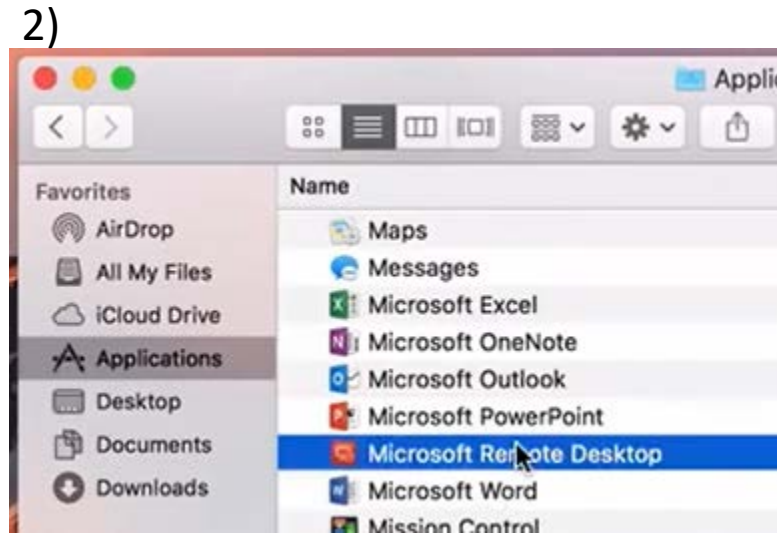 2)
Applic
Favorites
AirDrop
All My Files
iCloud Drive
Applications
Desktop
Documents
Downloads
Name
Maps
Messages
Microsoft Excel
Microsoft OneNote
Microsoft Outlook
Microsoft PowerPoint
Microsoft Remote Desktop
Microsoft Word
Mission Control